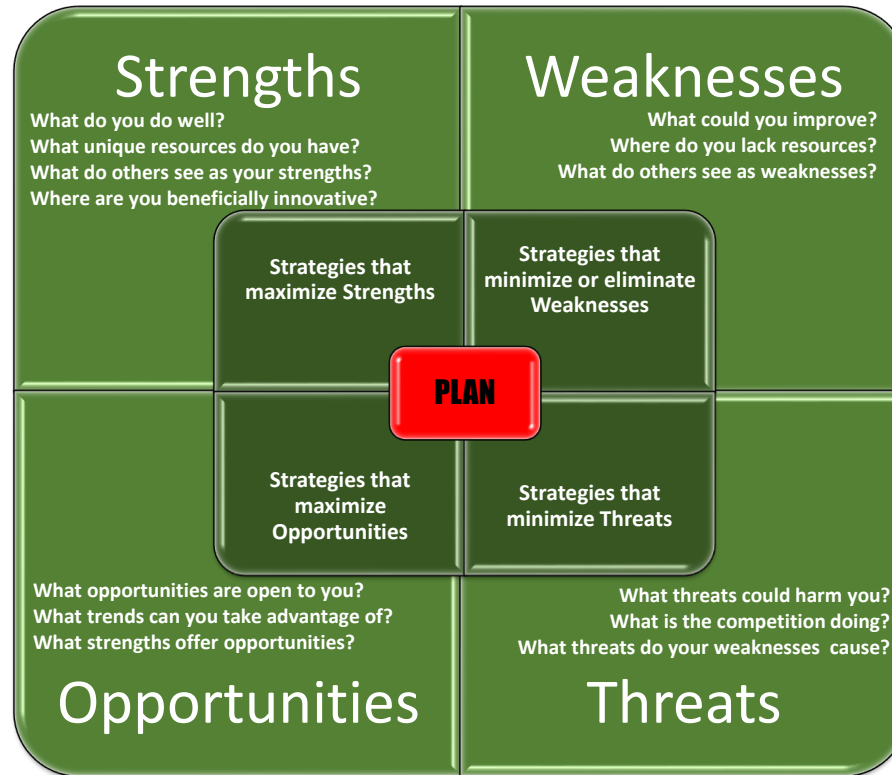 Strengths
What do you do well?
What unique resources do you have?
What do others see as your strengths?
Where are you beneficially innovative?
Weaknesses
What could you improve?
Where do you lack resources?
What do others see as weaknesses?
Strategies that
maximize Strengths
Strategies that
minimize or eliminate
Weaknesses
PLAN
Strategies that
maximize
Opportunities
Strategies that
minimize Threats
What opportunities are open to you?
What trends can you take advantage of?
What strengths offer opportunities?
Opportunities
What threats could harm you?
What is the competition doing?
What threats do your weaknesses  cause?
Threats